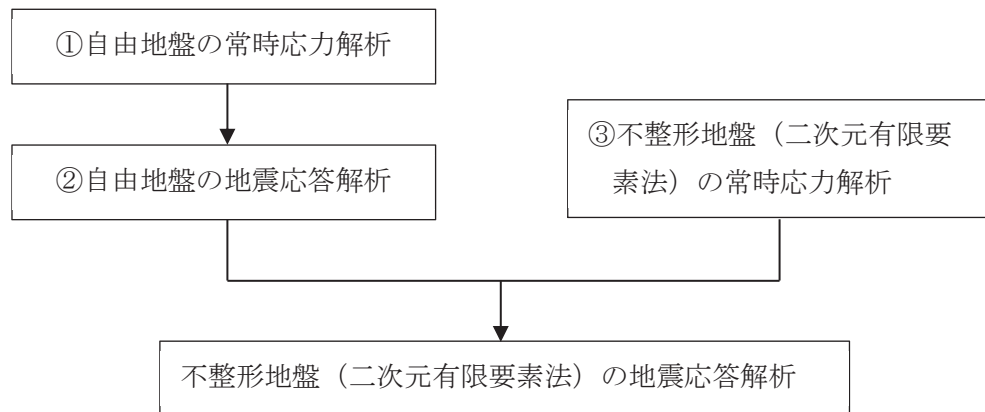 ①自由地盤の常時応力解析
②自由地盤の地震応答解析
③不整形地盤（二次元有限要
素法）の常時応力解析
不整形地盤（二次元有限要素法）の地震応答解析